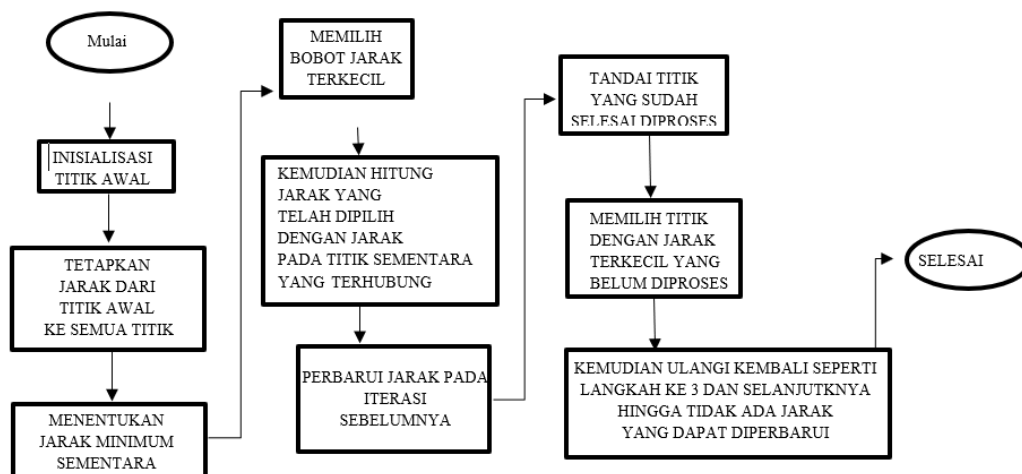 Mulai
INISIALISASI
TITIK AWAL
TETAPKAN
JARAK DARI
TITIK AWAL
KE SEMUA TITIK
MENENTUKAN
JARAK MINIMUM
SEMENTARA
MEMILIH
BOBOT JARAK
TERKECIL
KEMUDIAN HITUNG
JARAK YANG
TELAH DIPILIH
DENGAN JARAK
PADA TITIK SEMENTARA
YANG TERHUBUNG
PERBARUI JARAK PADA
ITERASI
SEBELUMNYA
TANDAI TITIK
YANG SUDAH
SELESAI DIPROSES
MEMILIH TITIK
DENGAN JARAK
TERKECIL YANG
BELUM DIPROSES
KEMUDIAN ULANGI KEMBALI SEPERTI
LANGKAH KE 3 DAN SELANJUTKNYA
HINGGA TIDAK ADA JARAK
YANG DAPAT DIPERBARUI
SELESAI